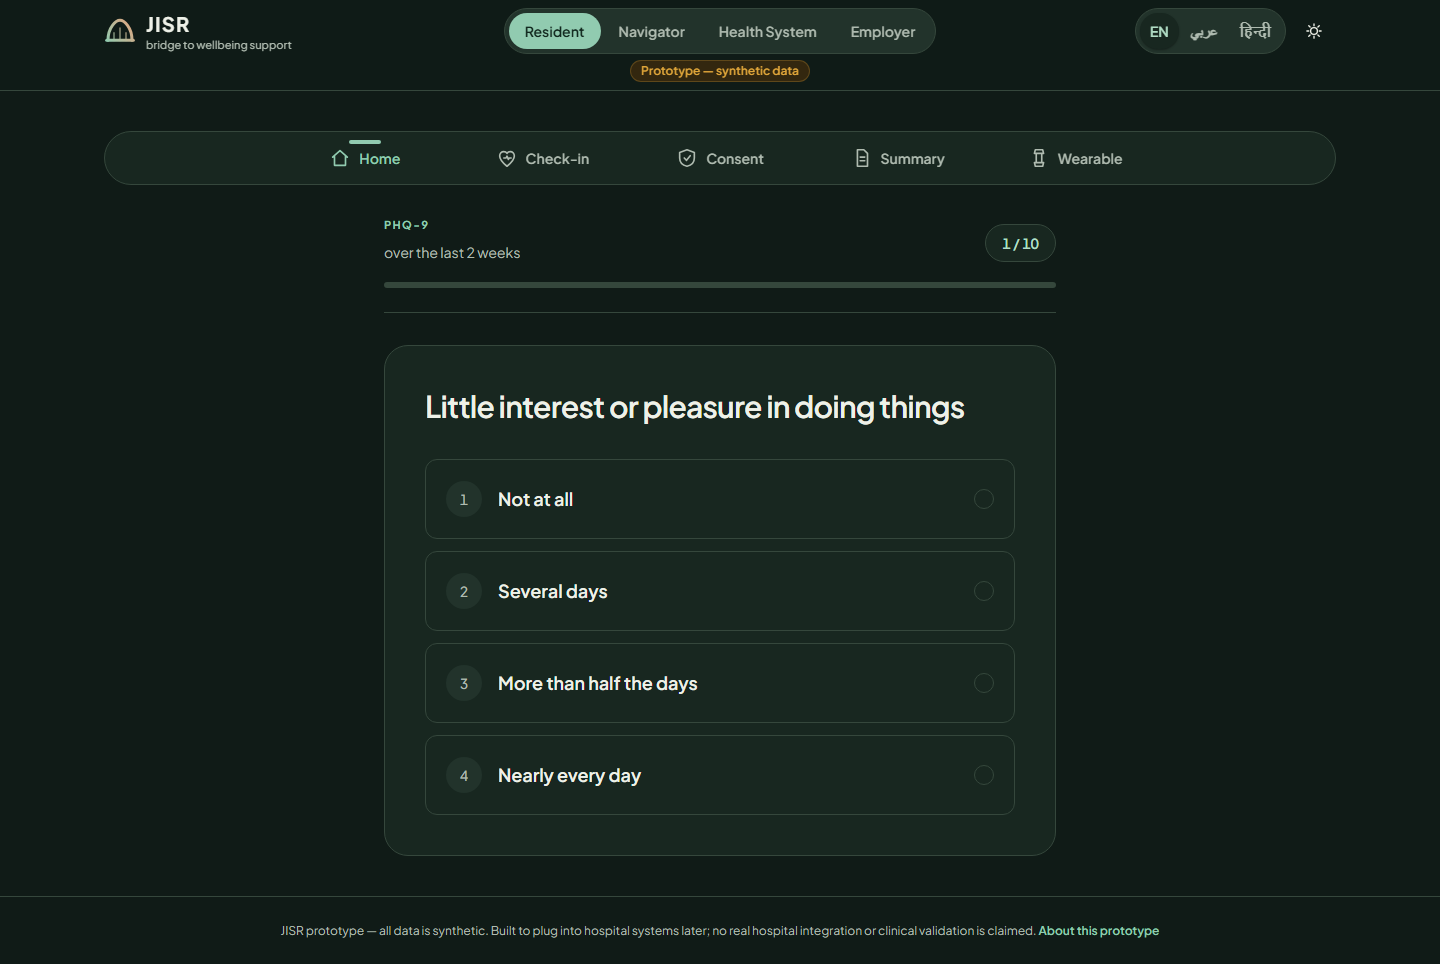 JISR
bridge to wellbeing support
Resident
Navigator
Health System
Employer
EN
عربي
हिन्दी
Prototype — synthetic data
Home
Check-in
Consent
Summary
Wearable
PHQ-9
over the last 2 weeks
1 / 10
Little interest or pleasure in doing things
1 Not at all
2 Several days
3 More than half the days
4 Nearly every day
JISR prototype — all data is synthetic. Built to plug into hospital systems later; no real hospital integration or clinical validation is claimed. About this prototype